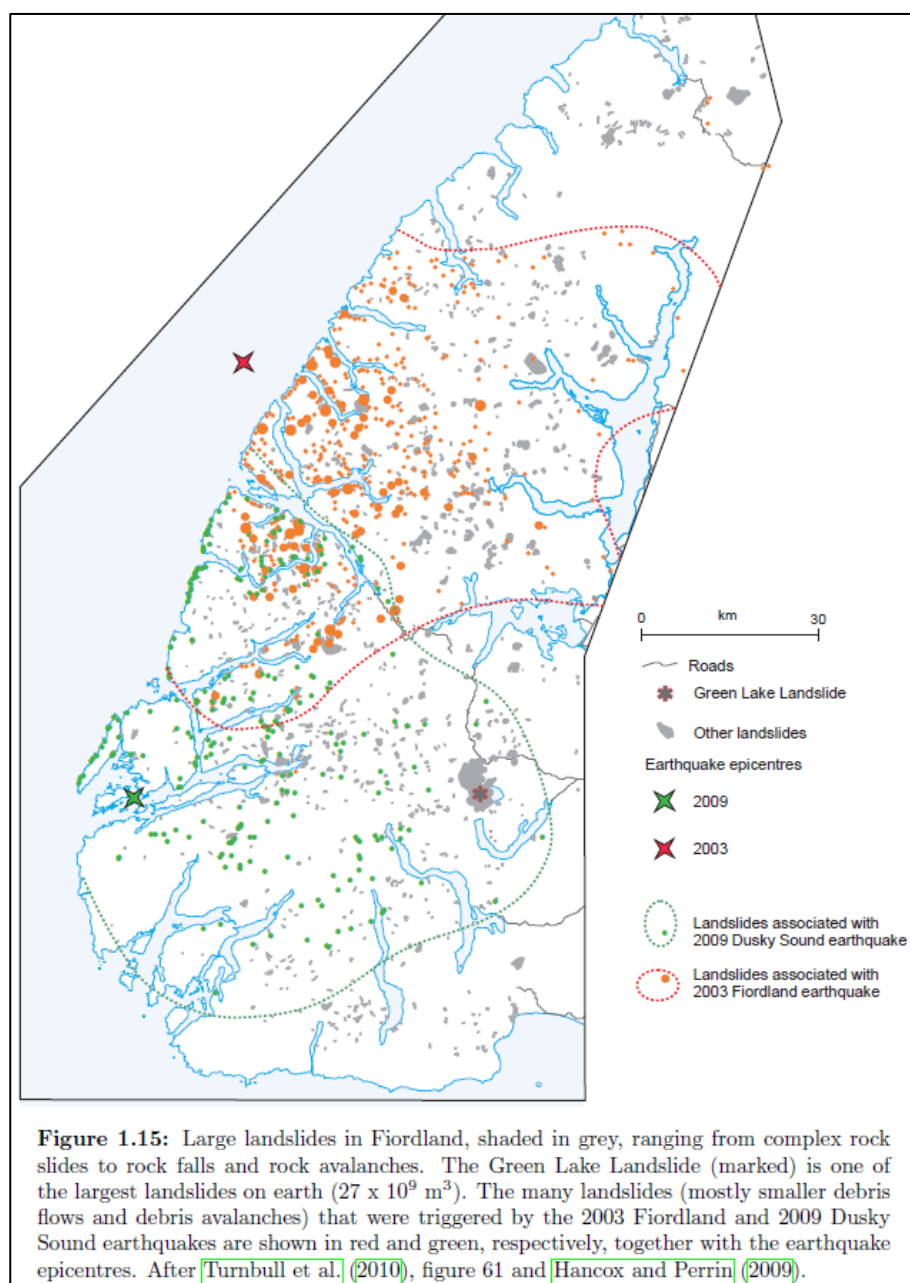 0
km
30
Roads
Green Lake Landslide
Other landslides
Earthquake epicentres
2009
2003
Landslides associated with
2009 Dusky Sound earthquake
Landslides associated with
2003 Fiordland earthquake
Figure 1.15: Large landslides in Fiordland, shaded in grey, ranging from complex rock
slides to rock falls and rock avalanches. The Green Lake Landslide (marked) is one of
the largest landslides on earth (27 x 10⁹ m³). The many landslides (mostly smaller debris
flows and debris avalanches) that were triggered by the 2003 Fiordland and 2009 Dusky
Sound earthquakes are shown in red and green, respectively, together with the earthquake
epicentres. After Turnbull et al. (2010), figure 61 and Hancox and Perrin (2009).